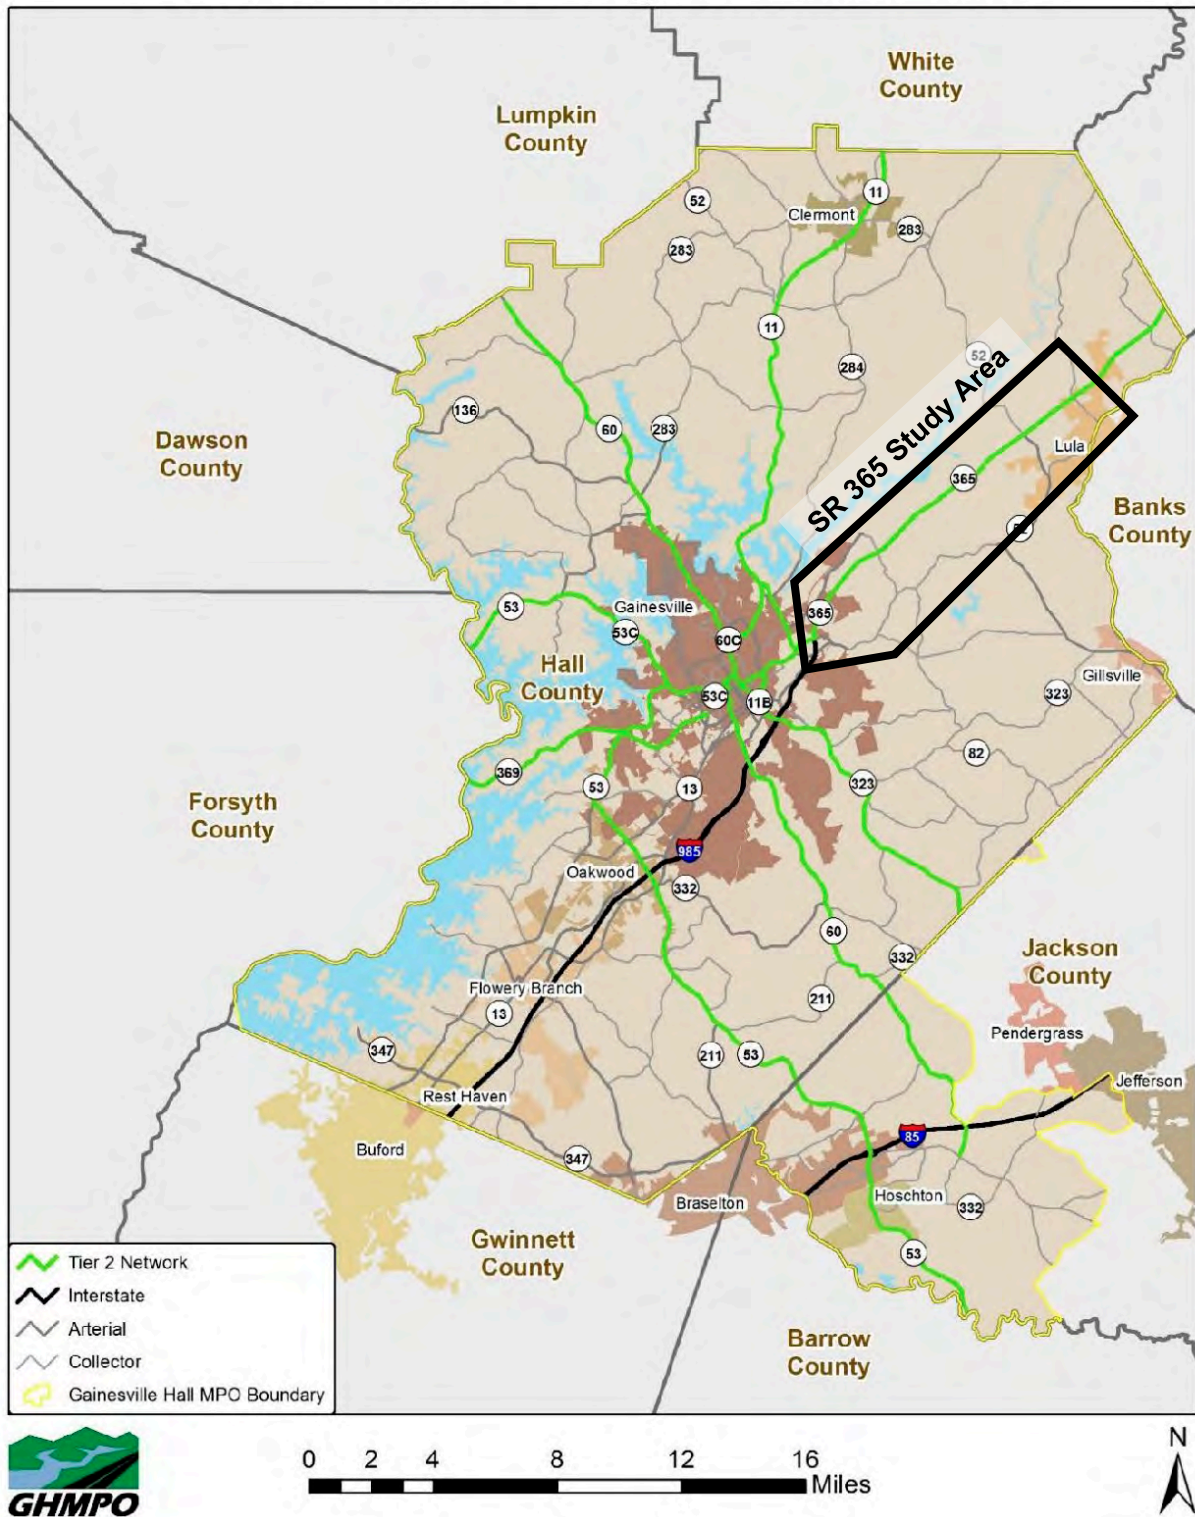 White
County
Lumpkin
County
11
52
Clermont
283
283
11
52
284
SR 365 Study Area
136
60
283
Dawson
County
Lula
365
Banks
County
53
Gainesville
53C
365
60C
Hall
County
Gillsville
53C
11B
323
82
369
53
13
323
Forsyth
County
985
Oakwood
332
60
332
Jackson
County
Flowery Branch
211
13
Pendergrass
347
211
53
Jefferson
Rest Haven
85
Buford
347
Braselton
Hoschton
332
Gwinnett
County
53
Barrow
County
Tier 2 Network
Interstate
Arterial
Collector
Gainesville Hall MPO Boundary
GHMPO
0 2 4 8 12 16
Miles
N